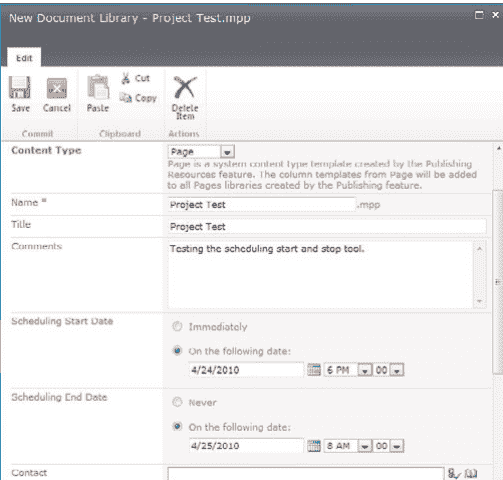 New Document Library - Project Test.mpp
Edit
Save Cancel Paste Cut Copy Delete Item
Commit Clipboard Actions
Content Type Page
Page is a system content type template created by the Publishing
Resources feature. The column templates from Page will be added
to all Pages libraries created by the Publishing feature.
Name * Project Test .mpp
Title Project Test
Comments Testing the scheduling start and stop tool.
Scheduling Start Date Immediately
On the following date:
4/24/2010 6 PM 00
Scheduling End Date Never
On the following date:
4/25/2010 8 AM 00
Contact